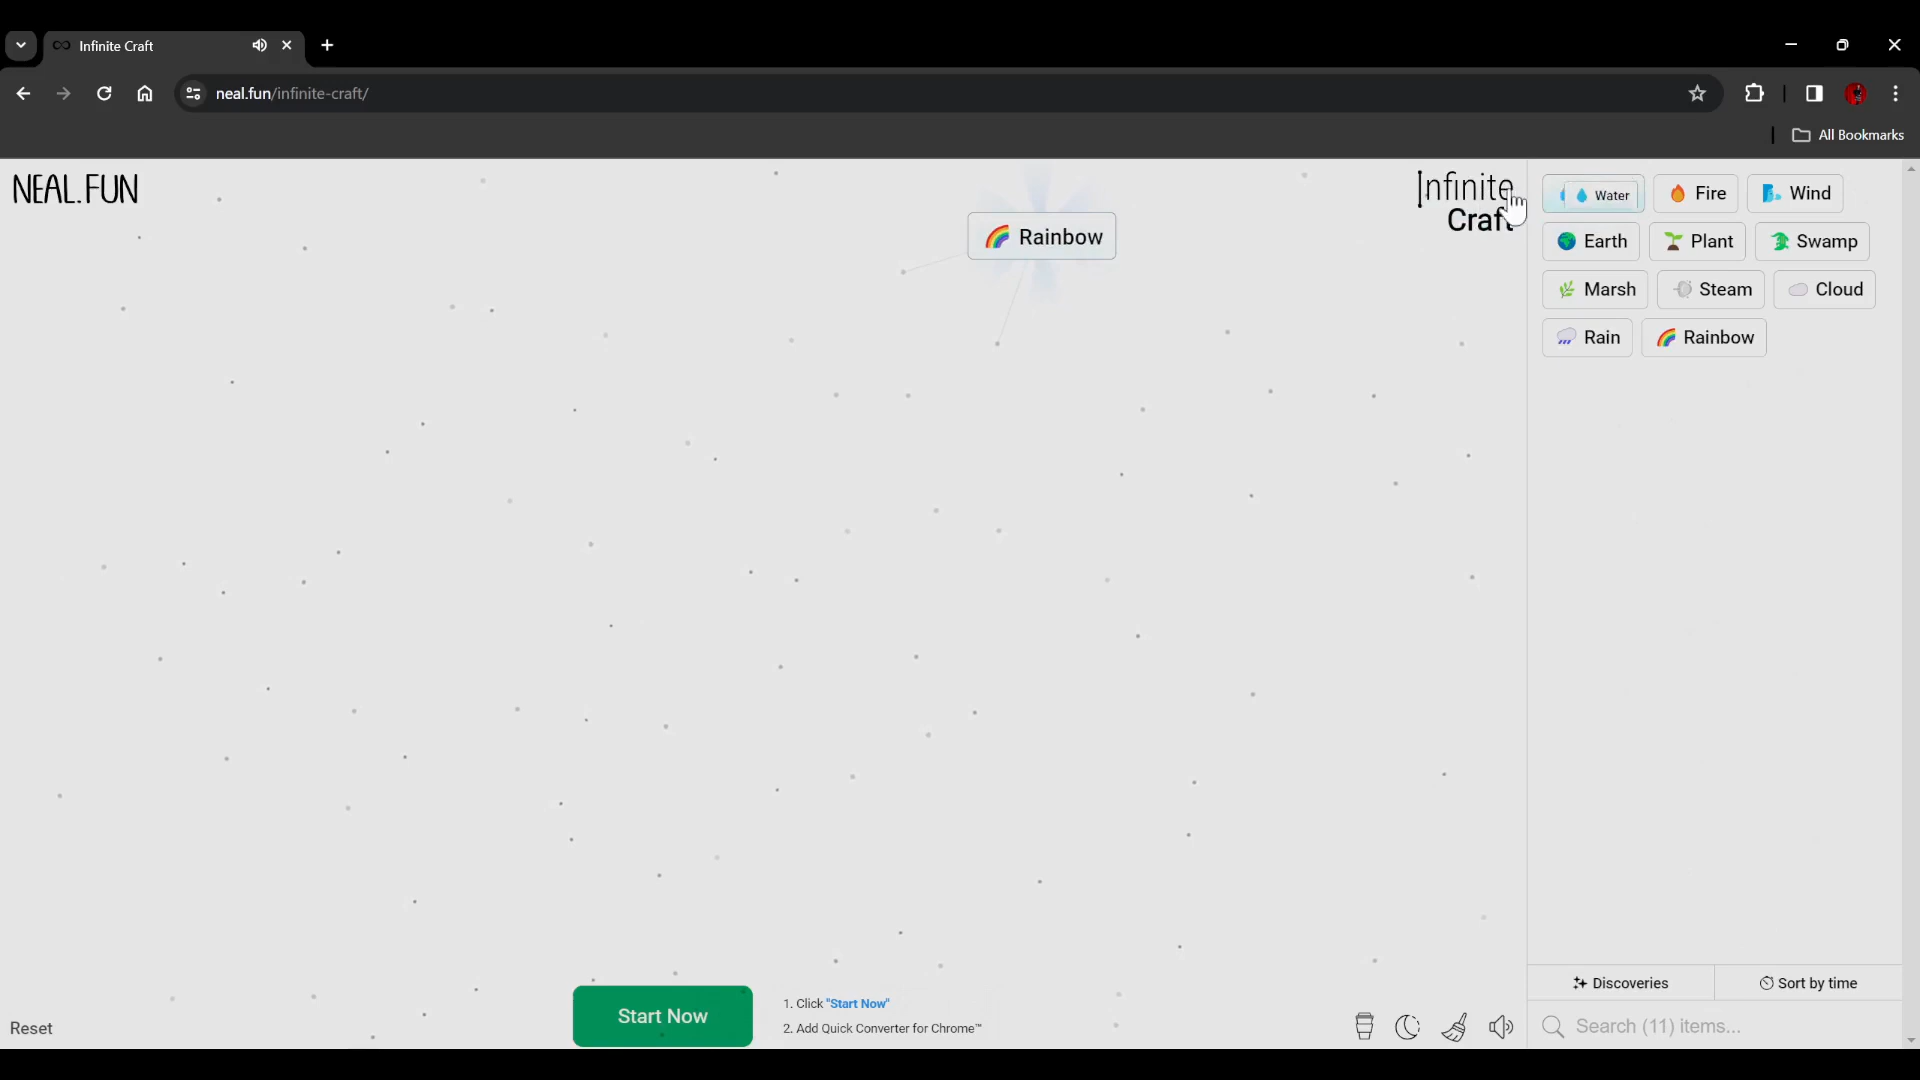 Infinite Craft
neal.fun/infinite-craft/
All Bookmarks
NEAL.FUN
Infinite
Craft
Rainbow
Water
Fire
Wind
Earth
Plant
Swamp
Marsh
Steam
Cloud
Rain
Rainbow
Discoveries
Sort by time
Search (11) items...
Start Now
1. Click "Start Now"
2. Add Quick Converter for Chrome™
Reset